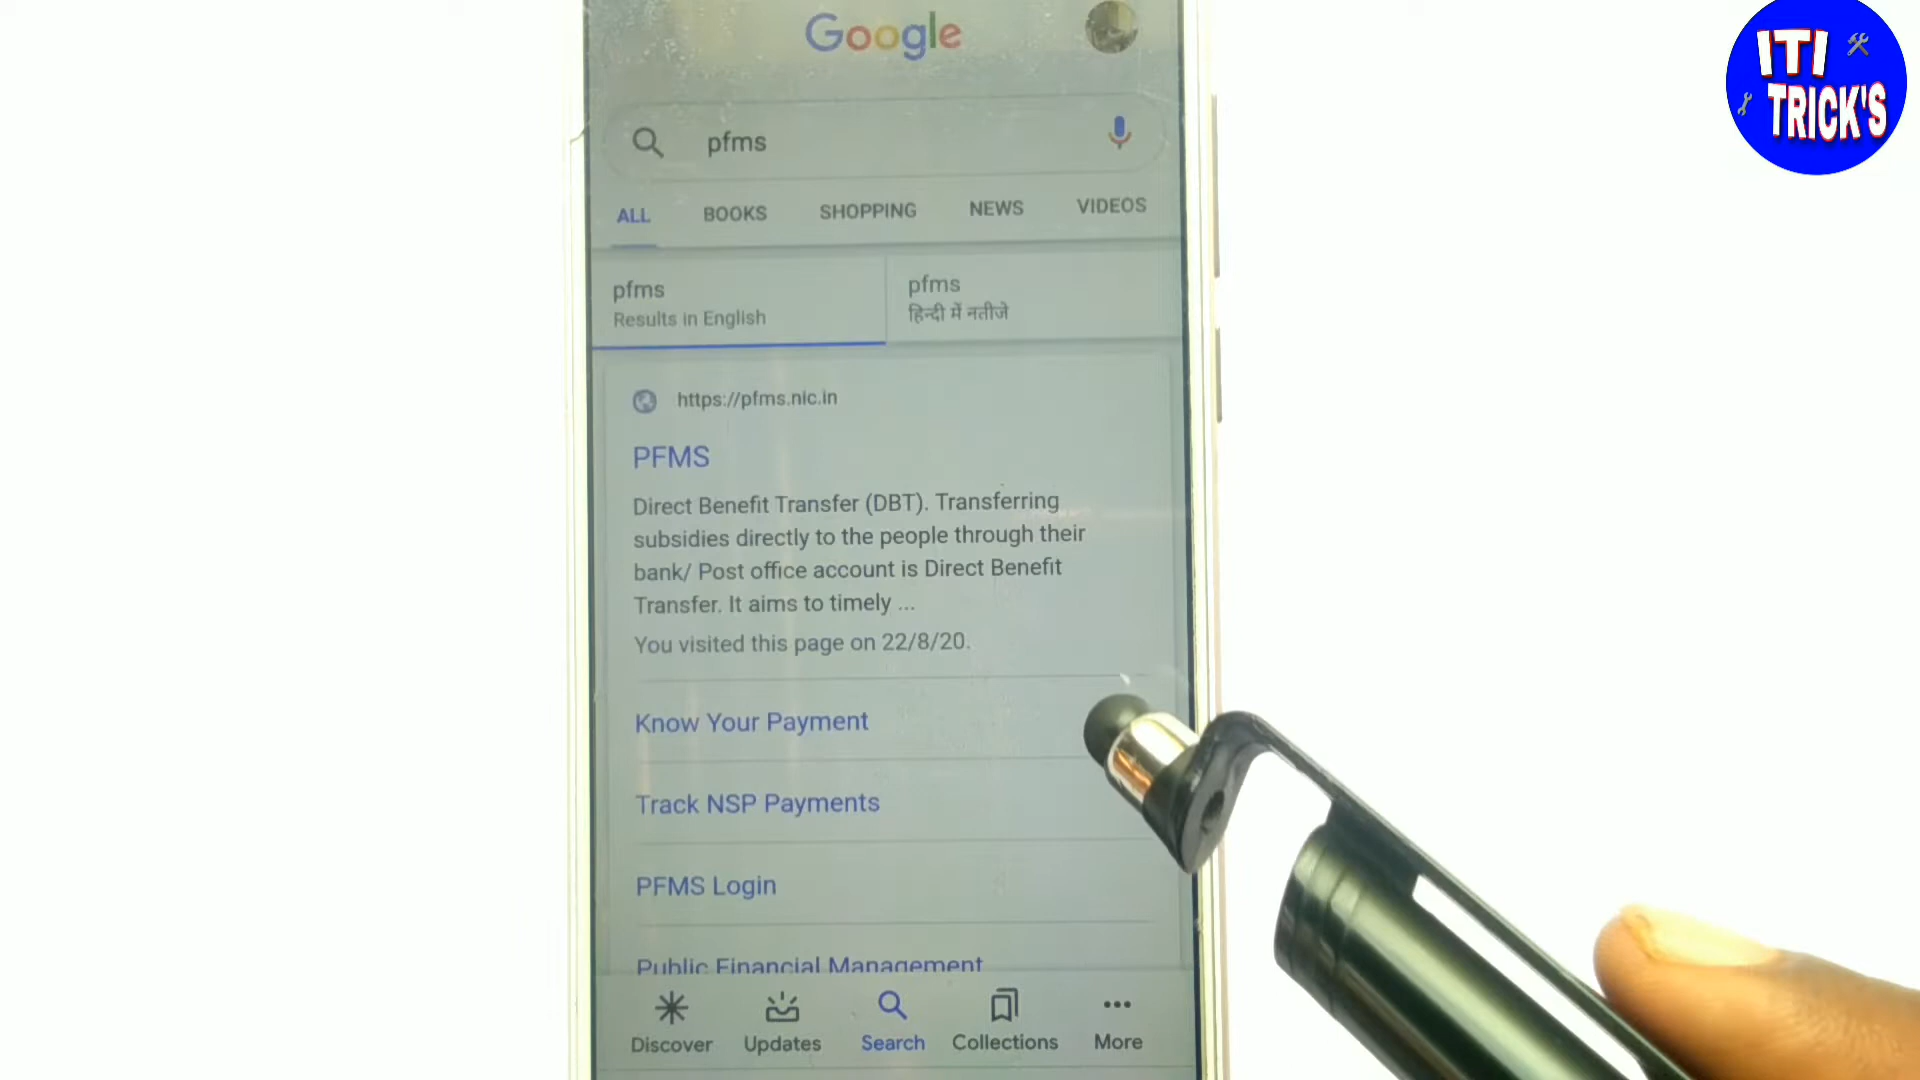 Google
ITI
TRICK'S
pfms
ALL BOOKS SHOPPING NEWS VIDEOS
pfms
Results in English
pfms
हिन्दी में नतीजे
https://pfms.nic.in
PFMS
Direct Benefit Transfer (DBT). Transferring
subsidies directly to the people through their
bank/ Post office account is Direct Benefit
Transfer. It aims to timely ...
You visited this page on 22/8/20.
Know Your Payment
Track NSP Payments
PFMS Login
Public Financial Management
Discover Updates Search Collections More